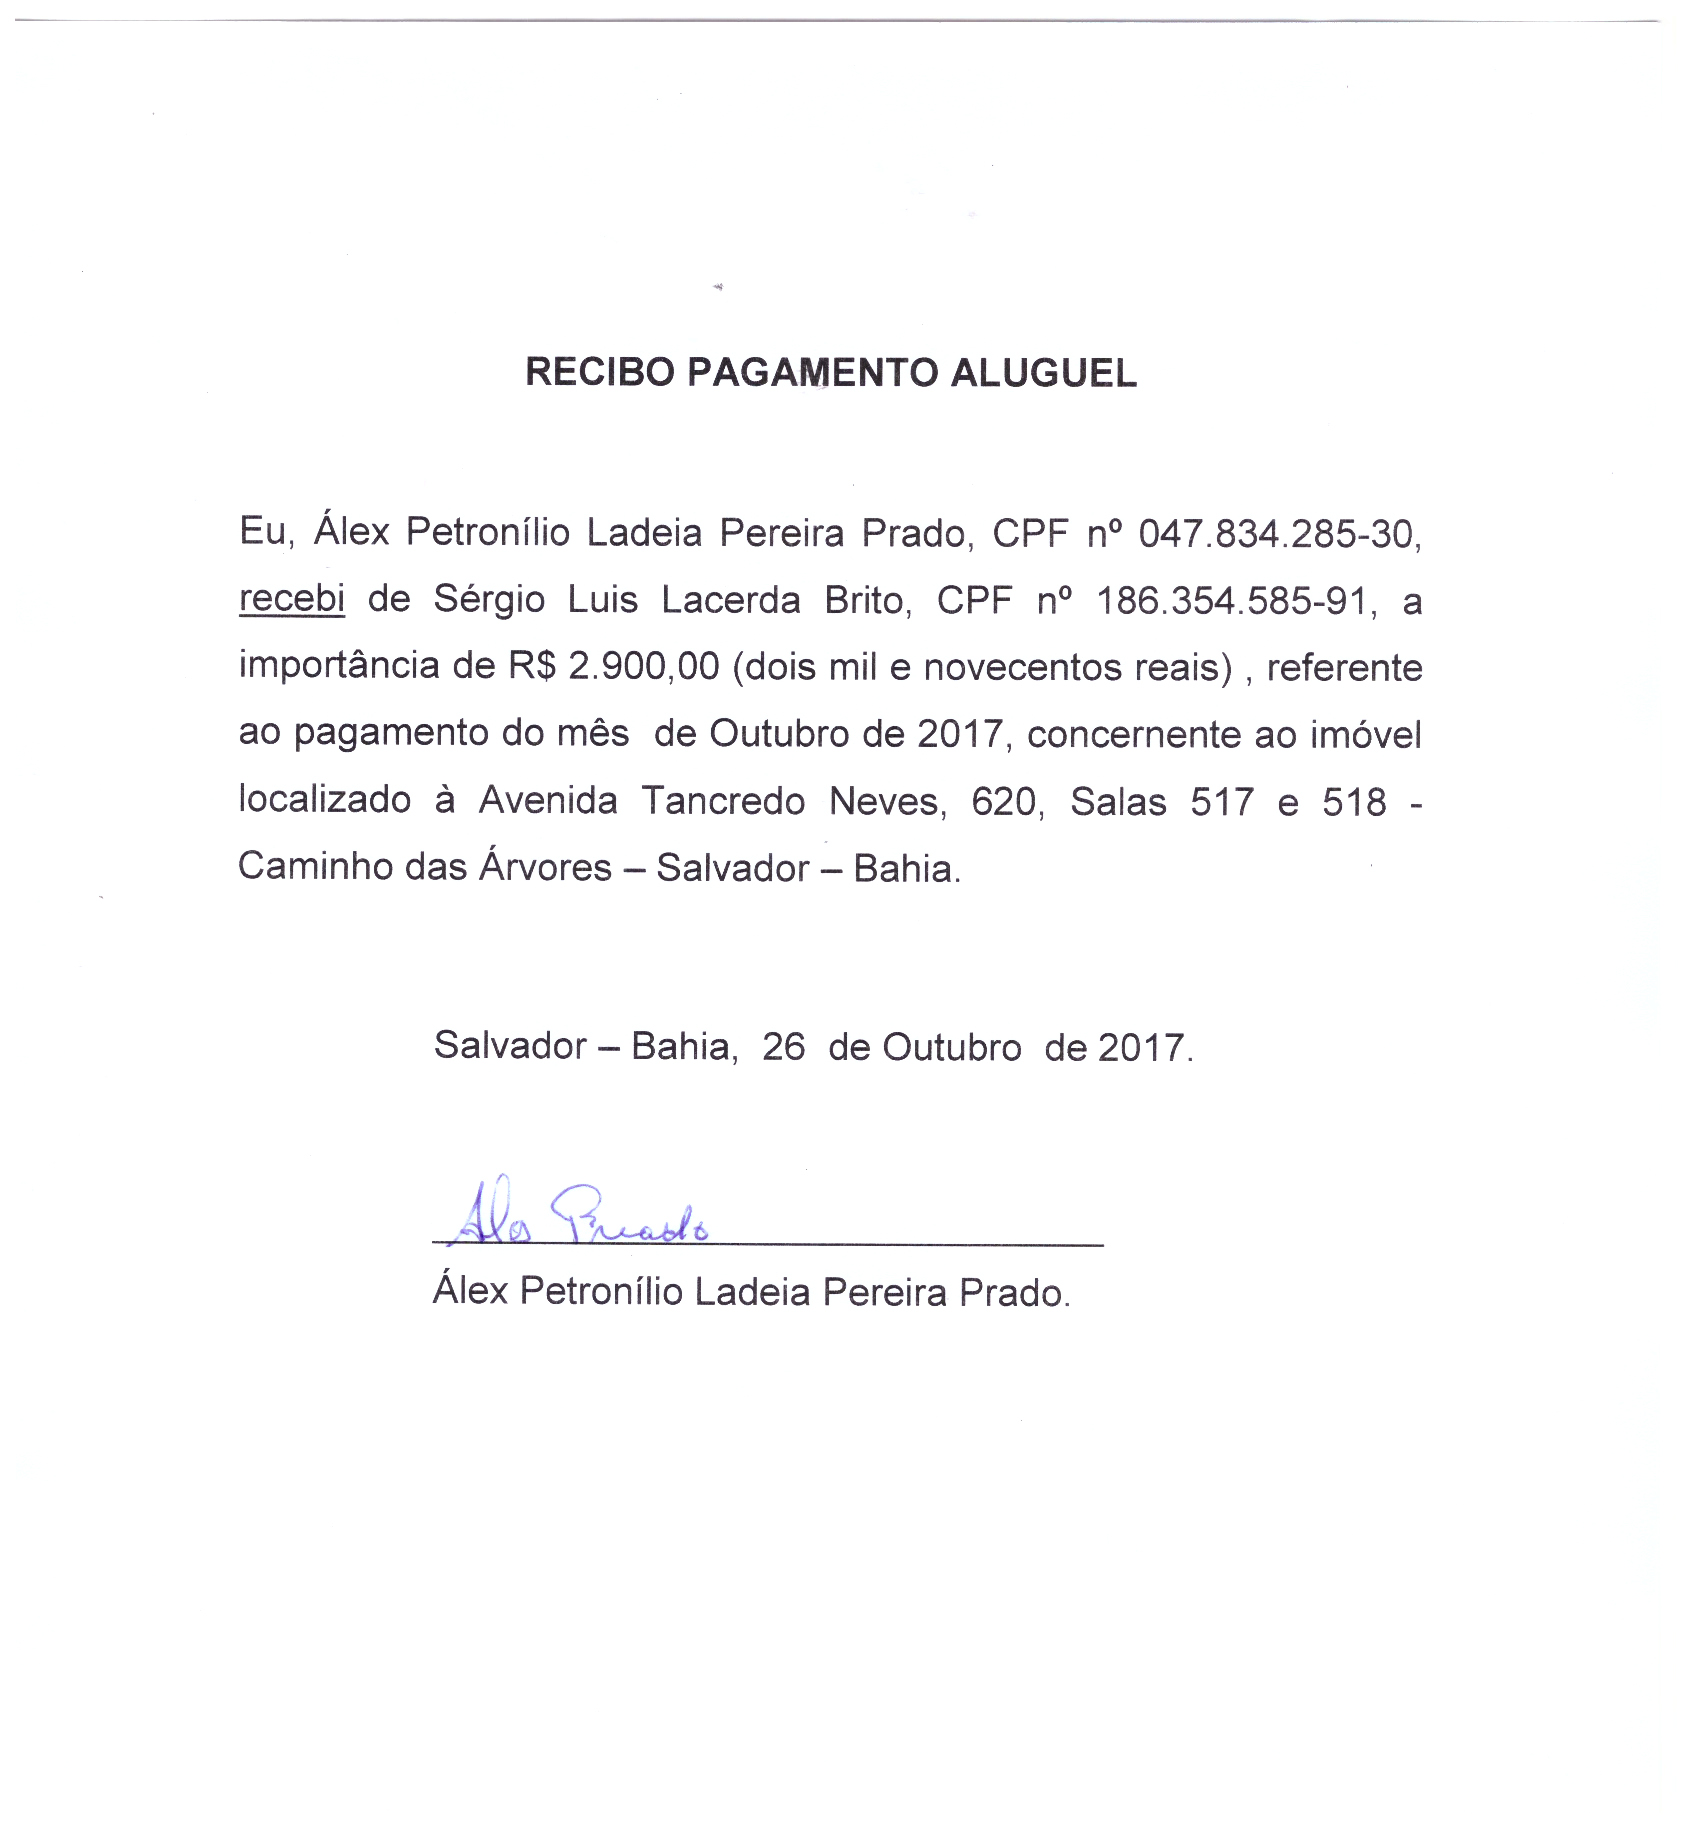 RECIBO PAGAMENTO ALUGUEL
Eu, Álex Petronílio Ladeia Pereira Prado, CPF nº 047.834.285-30,
recebi de Sérgio Luis Lacerda Brito, CPF nº 186.354.585-91, a
importância de R$ 2.900,00 (dois mil e novecentos reais) , referente
ao pagamento do mês  de Outubro de 2017, concernente ao imóvel
localizado à Avenida Tancredo Neves, 620, Salas 517 e 518 -
Caminho das Árvores – Salvador – Bahia.
Salvador – Bahia,  26  de Outubro  de 2017.
Prado
Álex Petronílio Ladeia Pereira Prado.